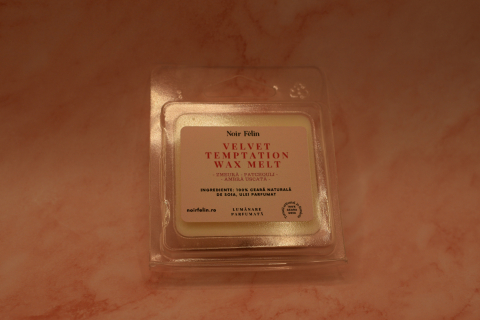 Noir Félin
VELVET
TEMPTATION
WAX MELT
INGREDIENTE: 100% CEARĂ NATURALĂ
DE SOIA, ULEI PARFUMAT
noirfelin.ro
LUMÂNARE
PARFUMATĂ